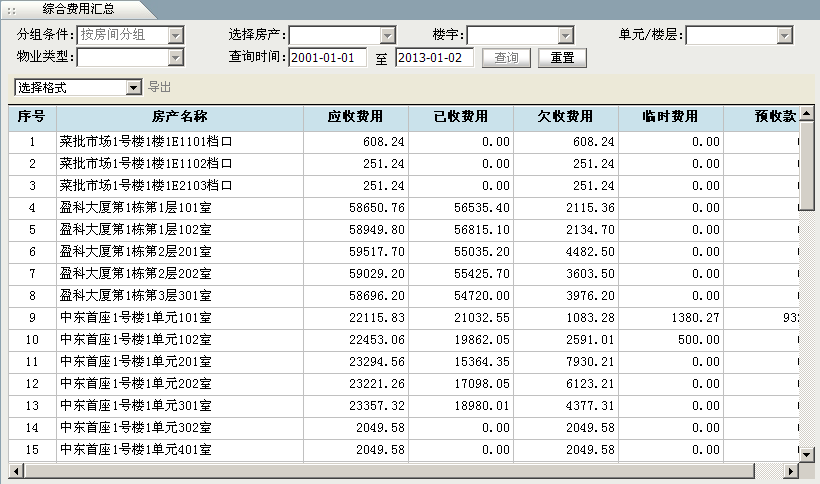 综合费用汇总
分组条件: 按房间分组 选择房产: 楼宇: 单元/楼层:
物业类型: 查询时间: 2001-01-01 至 2013-01-02 查询 重置
选择格式 导出
序号 房产名称 应收费用 已收费用 欠收费用 临时费用 预收款
1 菜批市场1号楼1楼1E1101档口 608.24 0.00 608.24 0.00
2 菜批市场1号楼1楼1E1102档口 251.24 0.00 251.24 0.00
3 菜批市场1号楼1楼1E2103档口 251.24 0.00 251.24 0.00
4 盈科大厦第1栋第1层101室 58650.76 56535.40 2115.36 0.00
5 盈科大厦第1栋第1层102室 58949.80 56815.10 2134.70 0.00
6 盈科大厦第1栋第2层201室 59517.70 55035.20 4482.50 0.00
7 盈科大厦第1栋第2层202室 59029.20 55425.70 3603.50 0.00
8 盈科大厦第1栋第3层301室 58696.20 54720.00 3976.20 0.00
9 中东首座1号楼1单元101室 22115.83 21032.55 1083.28 1380.27 93
10 中东首座1号楼1单元102室 22453.06 19862.05 2591.01 500.00
11 中东首座1号楼1单元201室 23294.56 15364.35 7930.21 0.00
12 中东首座1号楼1单元202室 23221.26 17098.05 6123.21 0.00
13 中东首座1号楼1单元301室 23357.32 18980.01 4377.31 0.00
14 中东首座1号楼1单元302室 2049.58 0.00 2049.58 0.00
15 中东首座1号楼1单元401室 2049.58 0.00 2049.58 0.00